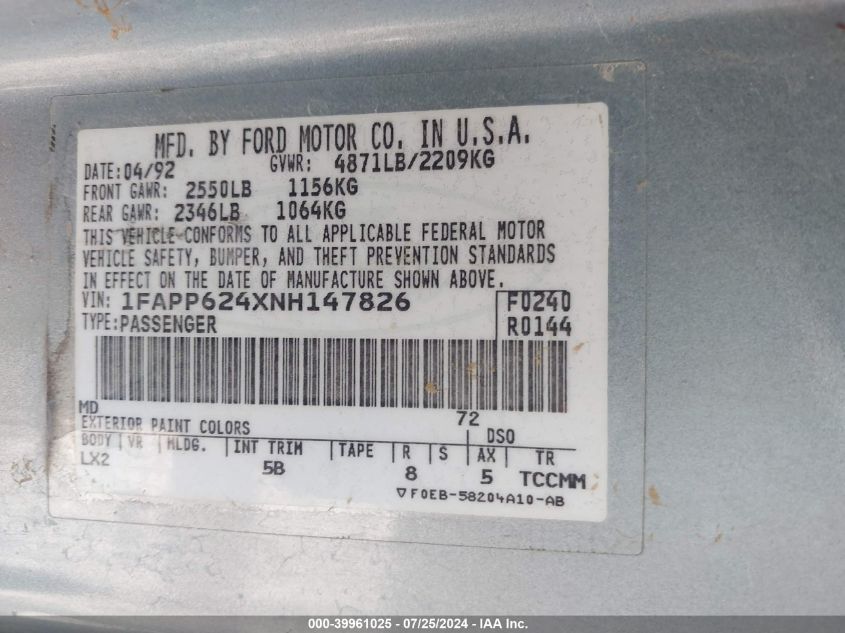 MFD. BY FORD MOTOR CO. IN U.S.A.
DATE: 04/92 GVWR: 4871LB/2209KG
FRONT GAWR: 2550LB 1156KG
REAR GAWR: 2346LB 1064KG
THIS VEHICLE CONFORMS TO ALL APPLICABLE FEDERAL MOTOR
VEHICLE SAFETY, BUMPER, AND THEFT PREVENTION STANDARDS
IN EFFECT ON THE DATE OF MANUFACTURE SHOWN ABOVE.
VIN: 1FAPP624XNH147826 F0240
TYPE: PASSENGER R0144
MD 72
EXTERIOR PAINT COLORS DSO
BODY VR MLDG. INT TRIM TAPE R S AX TR
LX2 5B 8 5 TCCMM
▽F0EB-58204A10-AB
000-39961025 - 07/25/2024 - IAA Inc.